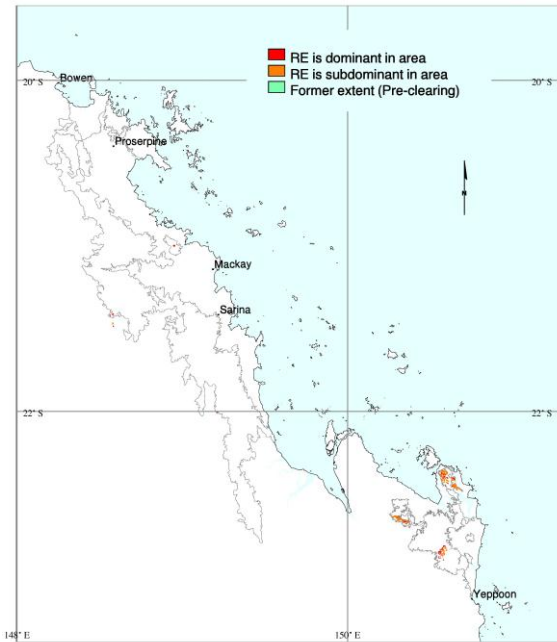 RE is dominant in area
RE is subdominant in area
Former extent (Pre-clearing)
20° S
20° S
Bowen
Proserpine
N
Mackay
Sarina
22° S
22° S
Yeppoon
148° E
150° E